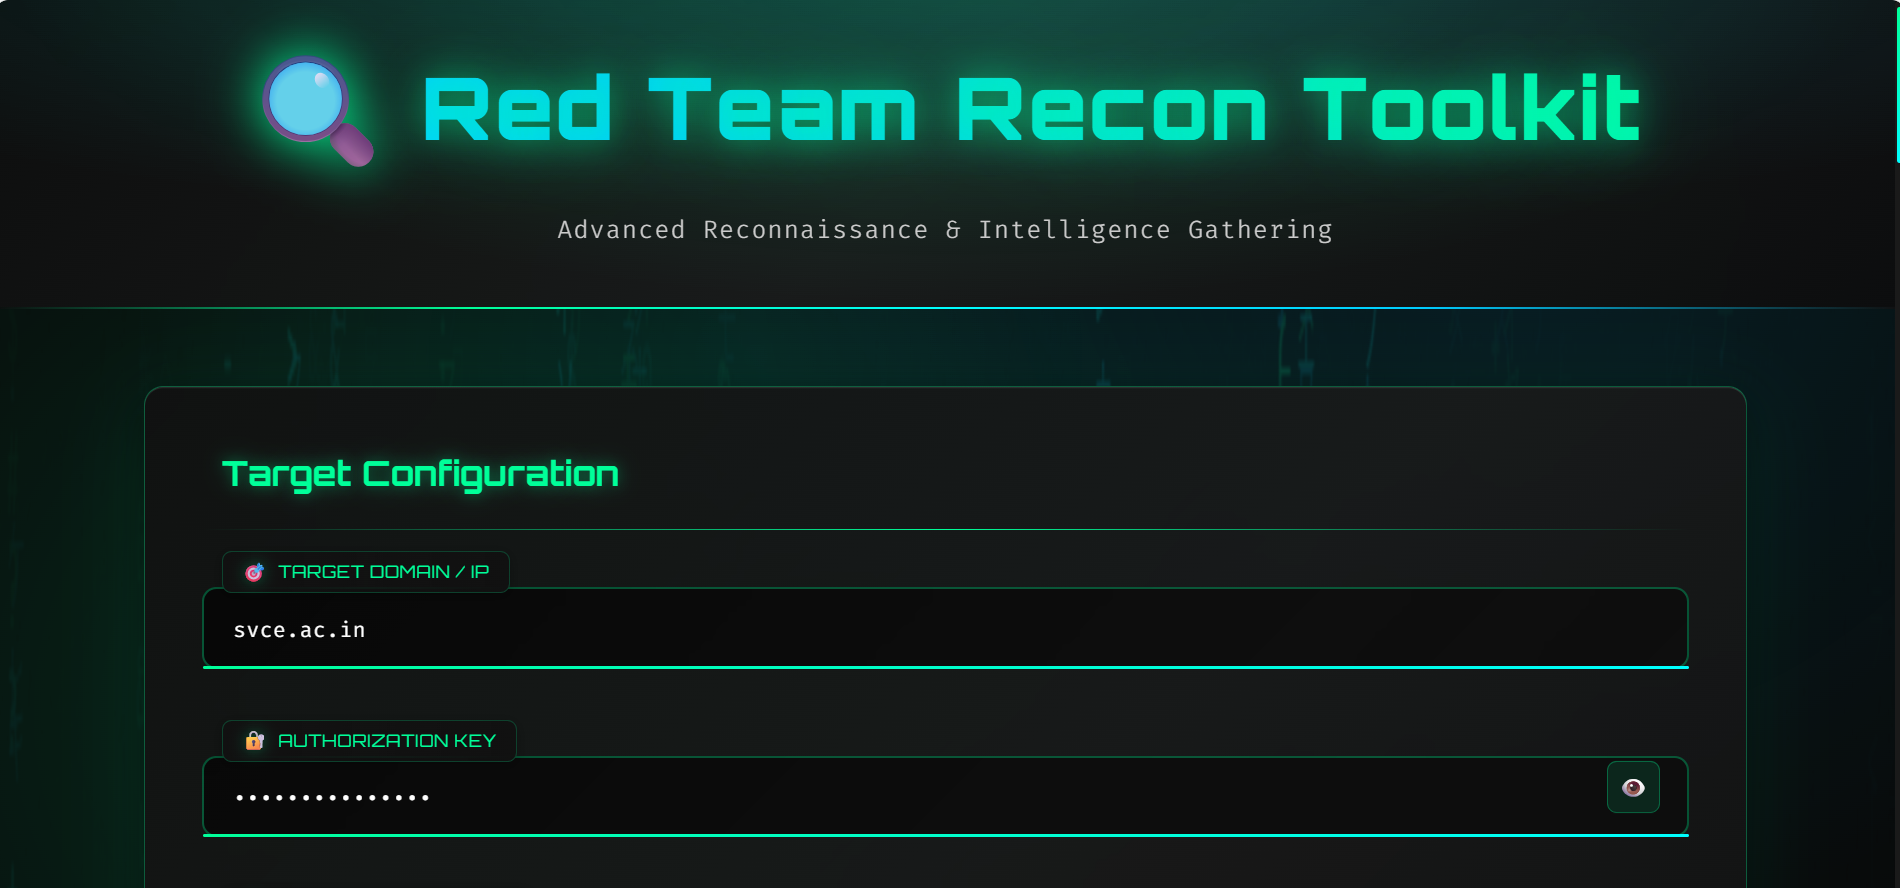 Red Team Recon Toolkit
Advanced Reconnaissance & Intelligence Gathering
Target Configuration
TARGET DOMAIN / IP
svce.ac.in
AUTHORIZATION KEY
•••••••••••••••